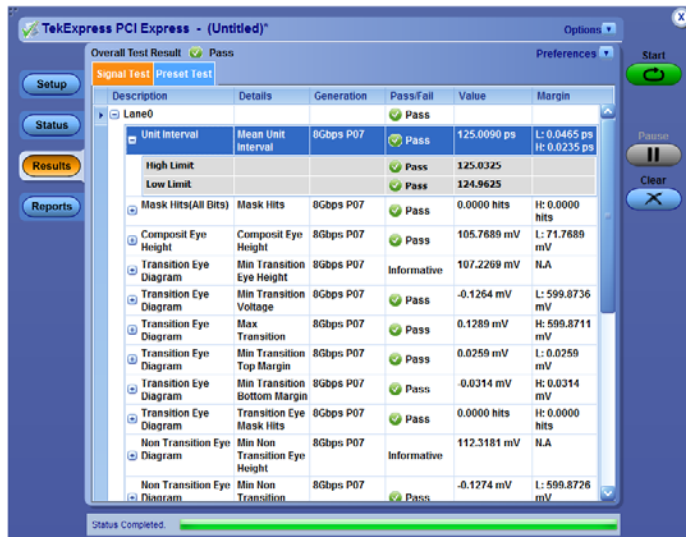 TekExpress PCI Express - (Untitled)*
Options
x
Overall Test Result Pass
Preferences
Start
Setup
Status
Results
Reports
Pause
Clear
Signal Test Preset Test
Description Details Generation Pass/Fail Value Margin
Lane0 Pass
Unit Interval Mean Unit Interval 8Gbps P07 Pass 125.0090 ps L: 0.0465 ps H: 0.0235 ps
High Limit Pass 125.0325
Low Limit Pass 124.9625
Mask Hits(All Bits) Mask Hits 8Gbps P07 Pass 0.0000 hits H: 0.0000 hits
Composit Eye Height Composit Eye Height 8Gbps P07 Pass 105.7689 mV L: 71.7689 mV
Transition Eye Diagram Min Transition Eye Height 8Gbps P07 Informative 107.2269 mV N.A
Transition Eye Diagram Min Transition Voltage 8Gbps P07 Pass -0.1264 mV L: 599.8736 mV
Transition Eye Diagram Max Transition 8Gbps P07 Pass 0.1289 mV H: 599.8711 mV
Transition Eye Diagram Min Transition Top Margin 8Gbps P07 Pass 0.0259 mV L: 0.0259 mV
Transition Eye Diagram Min Transition Bottom Margin 8Gbps P07 Pass -0.0314 mV H: 0.0314 mV
Transition Eye Diagram Transition Eye Mask Hits 8Gbps P07 Pass 0.0000 hits H: 0.0000 hits
Non Transition Eye Diagram Min Non Transition Eye Height 8Gbps P07 Informative 112.3181 mV N.A
Non Transition Eye Diagram Min Non Transition 8Gbps P07 Pass -0.1274 mV L: 599.8726 mV
Status Completed.